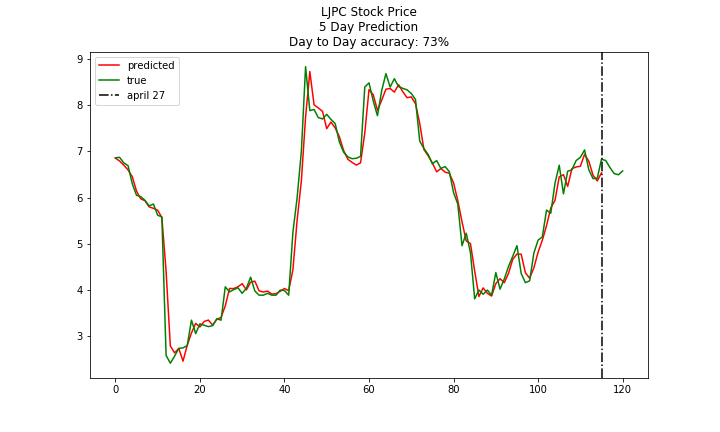 LJPC Stock Price
5 Day Prediction
Day to Day accuracy: 73%
predicted
true
april 27
9
8
7
6
5
4
3
0 20 40 60 80 100 120